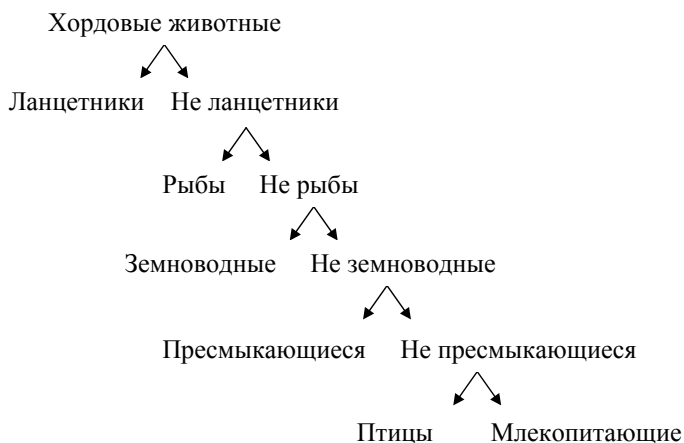 Хордовые животные
Ланцетники Не ланцетники
Рыбы Не рыбы
Земноводные Не земноводные
Пресмыкающиеся Не пресмыкающиеся
Птицы Млекопитающие